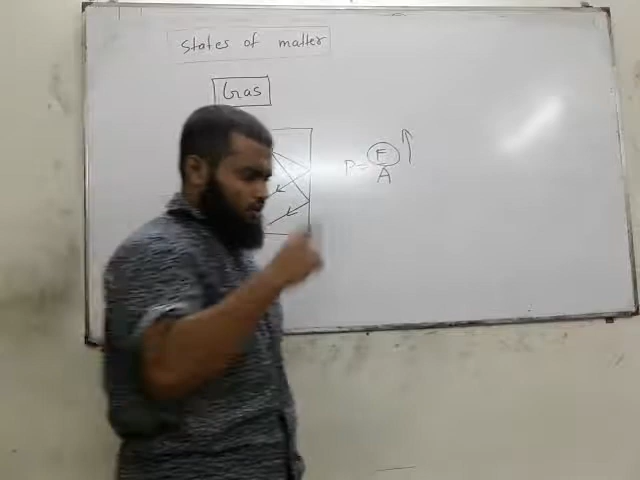 States of matter
Gas
P = F
A